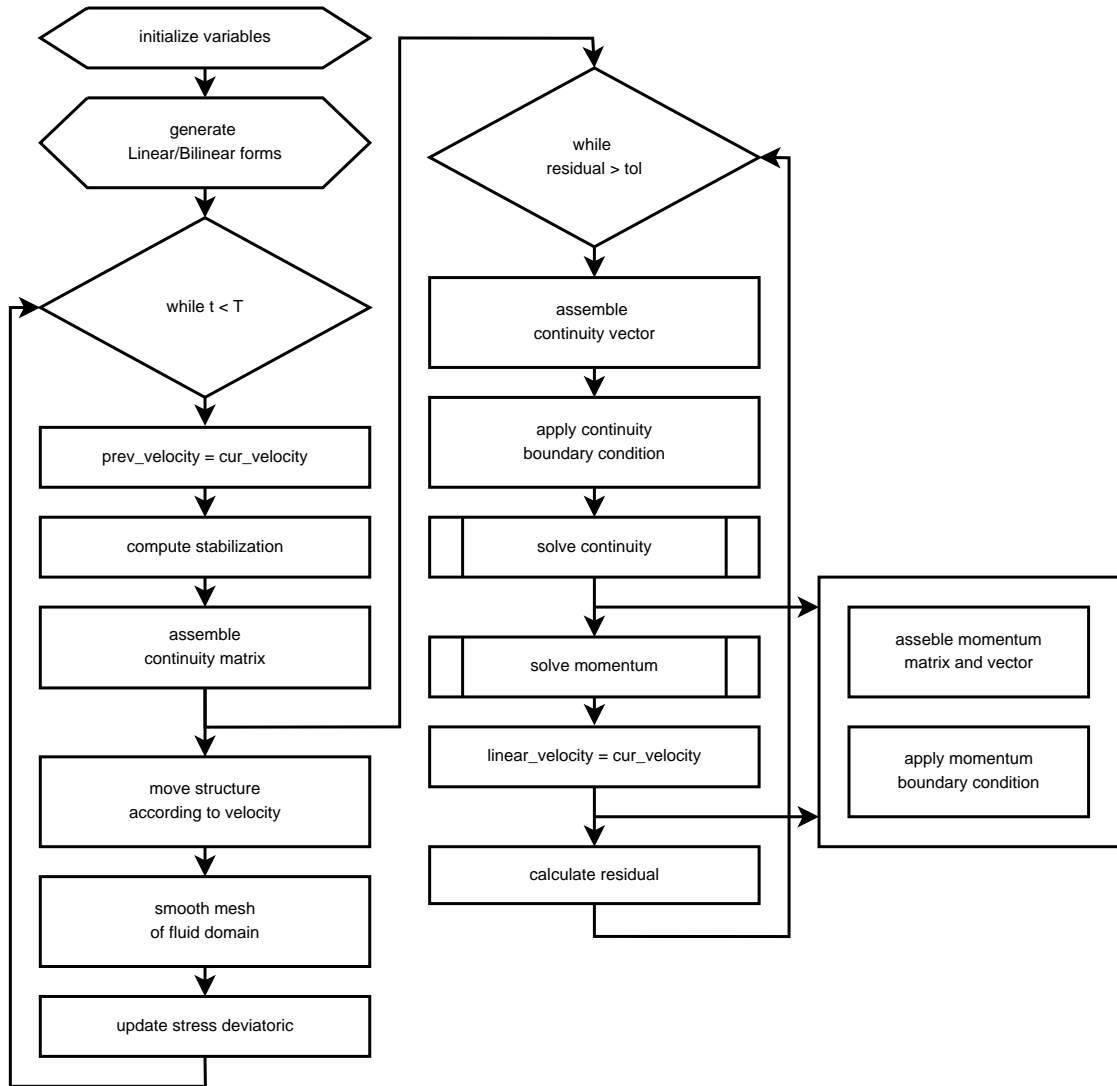 initialize variables
generate
Linear/Bilinear forms
while t < T
prev_velocity = cur_velocity
compute stabilization
assemble
continuity matrix
move structure
according to velocity
smooth mesh
of fluid domain
update stress deviatoric
while
residual > tol
assemble
continuity vector
apply continuity
boundary condition
solve continuity
solve momentum
linear_velocity = cur_velocity
calculate residual
asseble momentum
matrix and vector
apply momentum
boundary condition